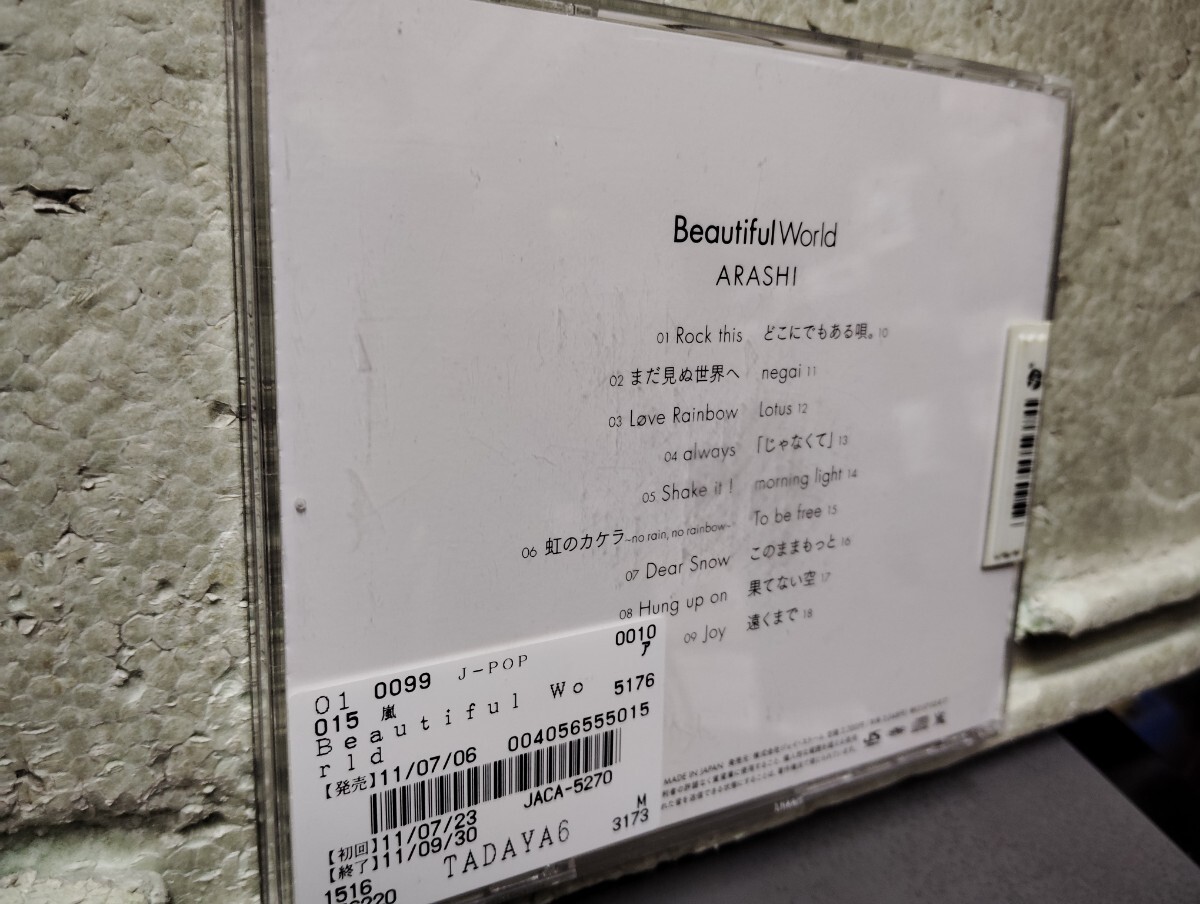 Beautiful World
ARASHI
01 Rock this
02 まだ見ぬ世界へ
03 Løve Rainbow
04 always
05 Shake it !
06 虹のカケラ~no rain, no rainbow~
07 Dear Snow
08 Hung up on
09 Joy
どこにでもある唄。10
negai 11
Lotus 12
「じゃなくて」13
morning light 14
To be free 15
このままもっと 16
果てない空 17
遠くまで 18
01 0099 J-POP 0010
015 嵐 ア
Beautiful Wo 5176
rld
【発売】11/07/06 004056555015
JACA-5270
【初回】11/07/23 M
【終了】11/09/30 TADAYA6 3173
1516
MADE IN JAPAN